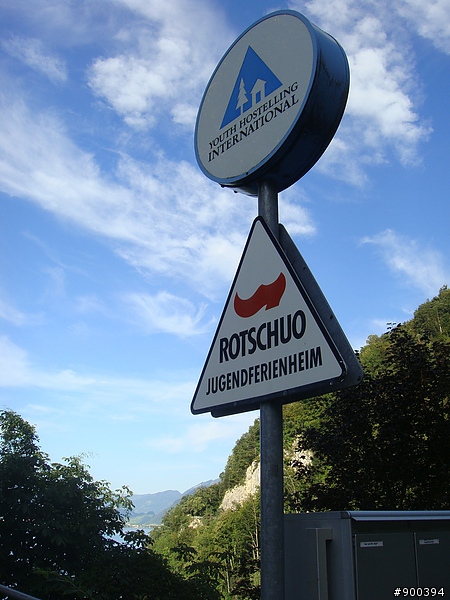 YOUTH HOSTELLING
INTERNATIONAL
ROTSCHUO
JUGENDFERIENHEIM
#900394